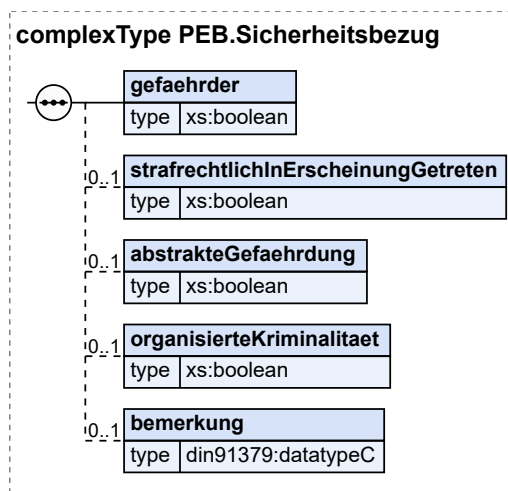 complexType PEB.Sicherheitsbezug
gefaehrder
type xs:boolean
0..1 strafrechtlichInErscheinungGetreten
type xs:boolean
0..1 abstrakteGefaehrdung
type xs:boolean
0..1 organisierteKriminalitaet
type xs:boolean
0..1 bemerkung
type din91379:datatypeC